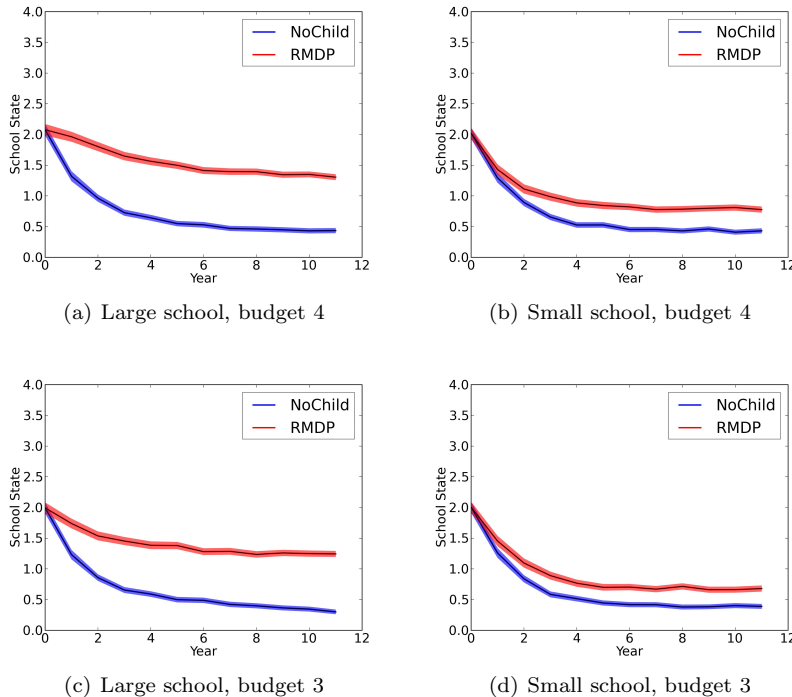 4.0
3.5
3.0
2.5
2.0
1.5
1.0
0.5
0.0
School State
0 2 4 6 8 10 12
Year
NoChild
RMDP
(a) Large school, budget 4
4.0
3.5
3.0
2.5
2.0
1.5
1.0
0.5
0.0
School State
0 2 4 6 8 10 12
Year
NoChild
RMDP
(b) Small school, budget 4
4.0
3.5
3.0
2.5
2.0
1.5
1.0
0.5
0.0
School State
0 2 4 6 8 10 12
Year
NoChild
RMDP
(c) Large school, budget 3
4.0
3.5
3.0
2.5
2.0
1.5
1.0
0.5
0.0
School State
0 2 4 6 8 10 12
Year
NoChild
RMDP
(d) Small school, budget 3